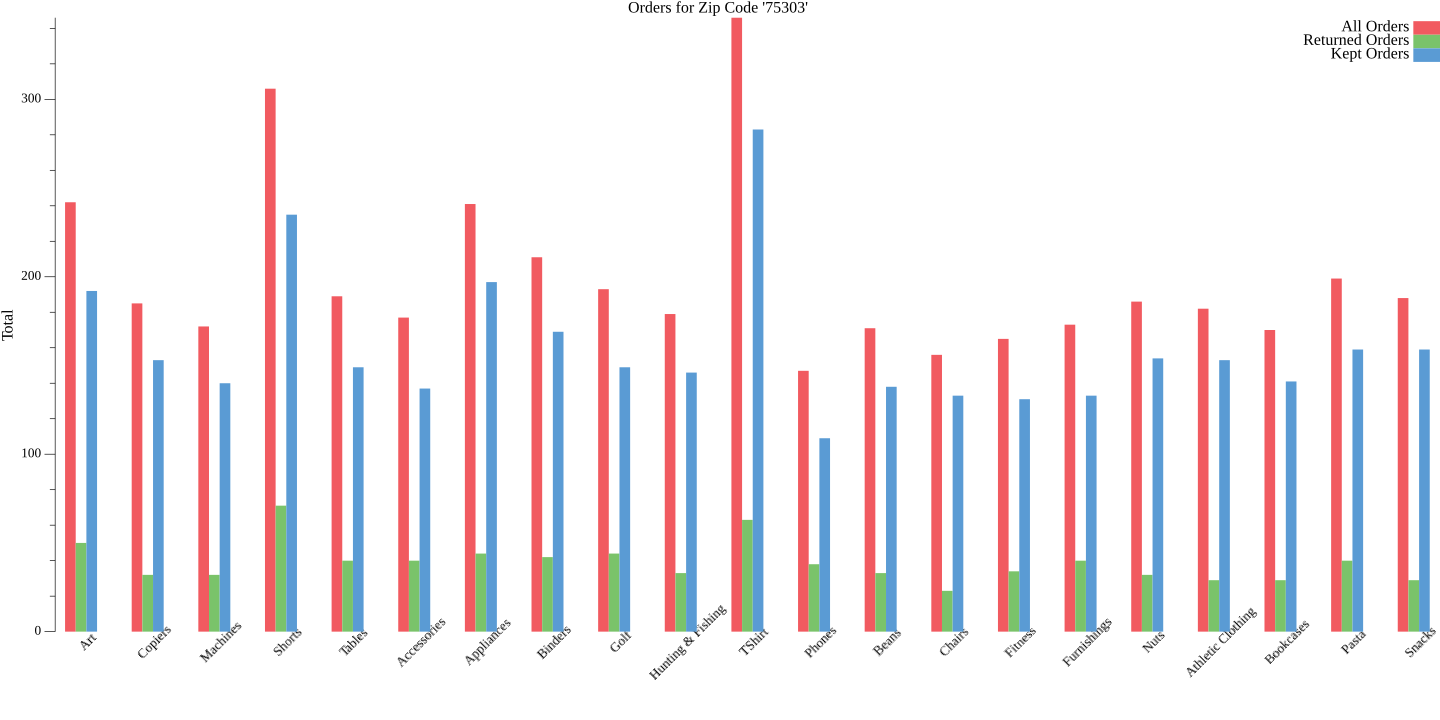 Orders for Zip Code '75303'
All Orders
Returned Orders
Kept Orders
Total
300
200
100
0
Art
Copiers
Machines
Shorts
Tables
Accessories
Appliances
Binders
Golf
Hunting & Fishing
TShirt
Phones
Beans
Chairs
Fitness
Furnishings
Nuts
Athletic Clothing
Bookcases
Pasta
Snacks